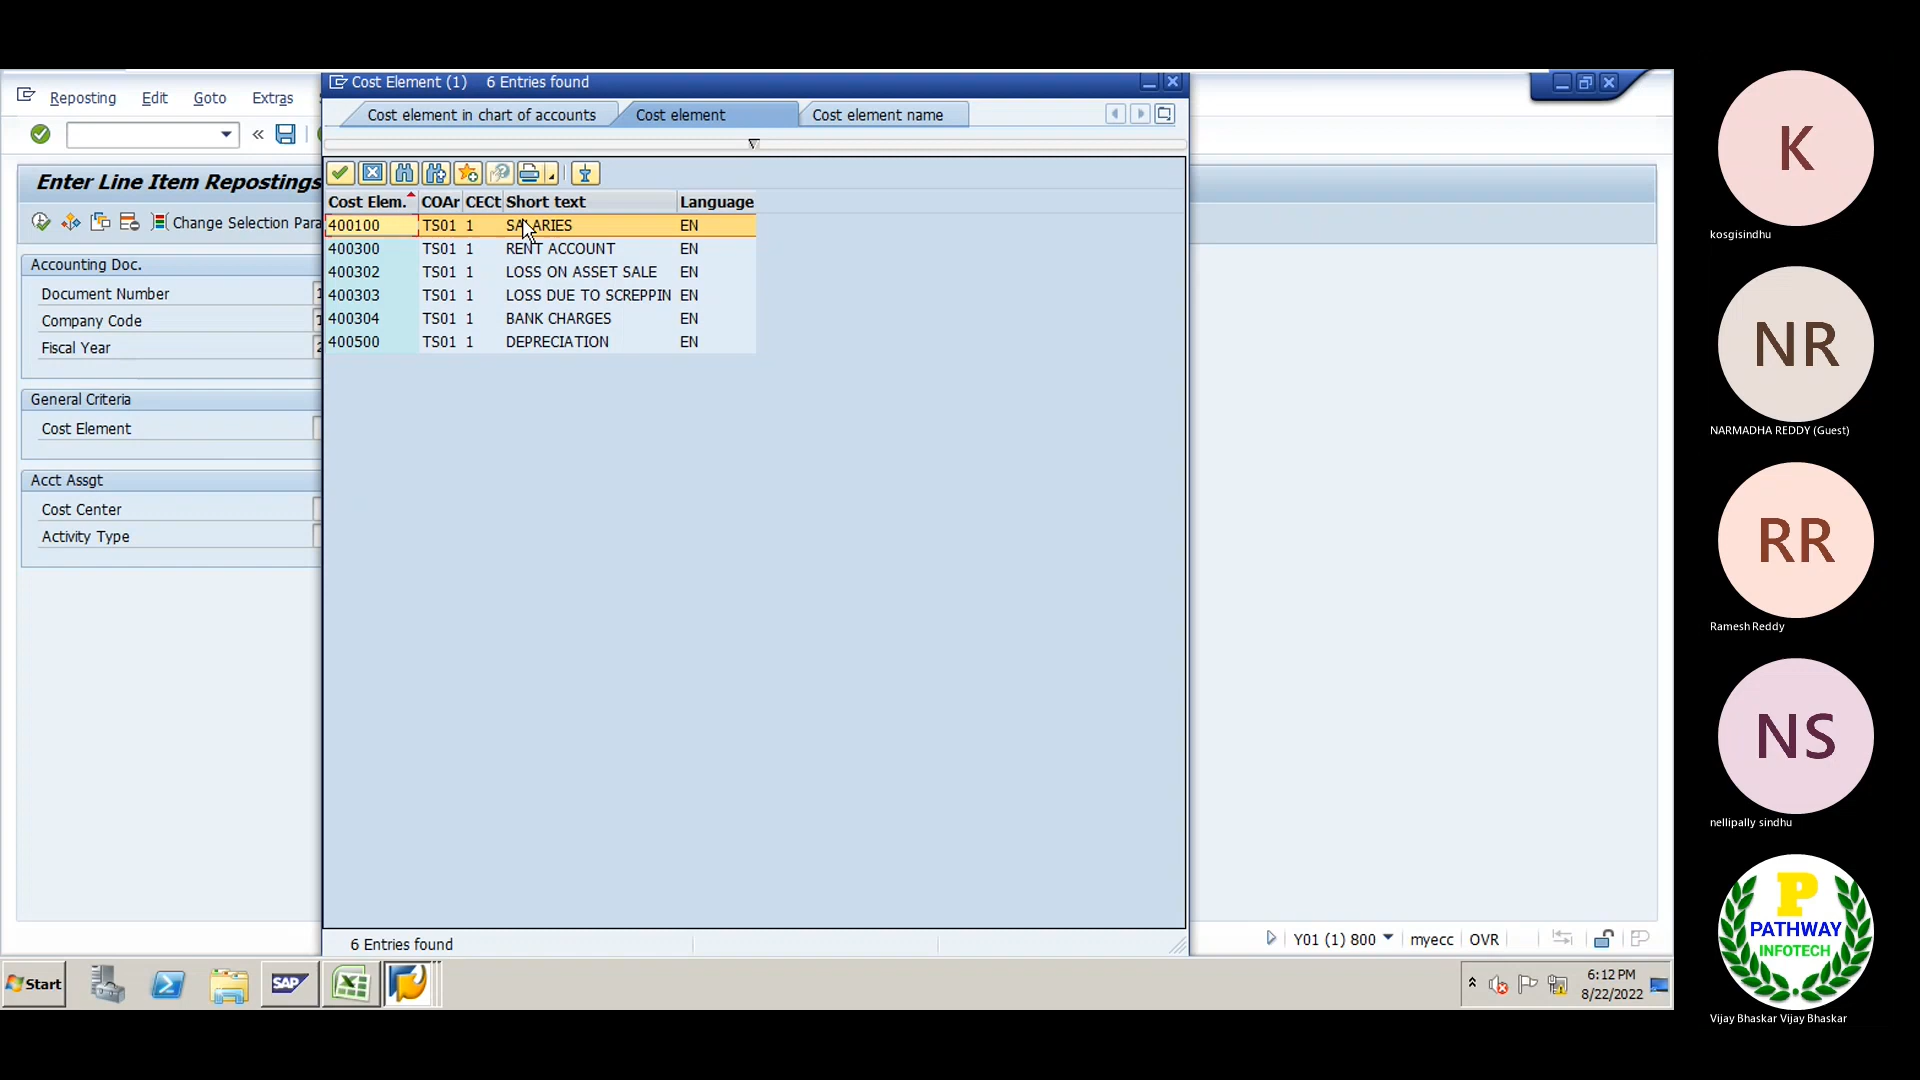 Cost Element (1) 6 Entries found
Reporting Edit Goto Extras
Cost element in chart of accounts Cost element Cost element name
Enter Line Item Repostings
Change Selection Para
Cost Elem. COAr CECt Short text Language
400100 TS01 1 SALARIES EN
400300 TS01 1 RENT ACCOUNT EN
400302 TS01 1 LOSS ON ASSET SALE EN
400303 TS01 1 LOSS DUE TO SCREPPIN EN
400304 TS01 1 BANK CHARGES EN
400500 TS01 1 DEPRECIATION EN
Accounting Doc.
Document Number
Company Code
Fiscal Year
General Criteria
Cost Element
Acct Assgt
Cost Center
Activity Type
6 Entries found
Y01 (1) 800 myecc OVR
Start
SAP
6:12 PM
8/22/2022
K
kosgisindhu
NR
NARMADHA REDDY (Guest)
RR
Ramesh Reddy
NS
nellipally sindhu
P
PATHWAY
INFOTECH
Vijay Bhaskar Vijay Bhaskar